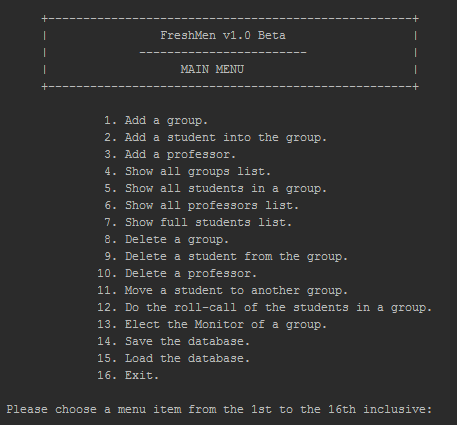 +----------------------------------------------------+
| FreshMen v1.0 Beta |
| ------------------------ |
| MAIN MENU |
+----------------------------------------------------+
1. Add a group.
2. Add a student into the group.
3. Add a professor.
4. Show all groups list.
5. Show all students in a group.
6. Show all professors list.
7. Show full students list.
8. Delete a group.
9. Delete a student from the group.
10. Delete a professor.
11. Move a student to another group.
12. Do the roll-call of the students in a group.
13. Elect the Monitor of a group.
14. Save the database.
15. Load the database.
16. Exit.
Please choose a menu item from the 1st to the 16th inclusive: